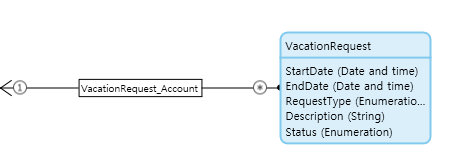 VacationRequest
1
VacationRequest_Account
*
StartDate (Date and time)
EndDate (Date and time)
RequestType (Enumeratio...
Description (String)
Status (Enumeration)